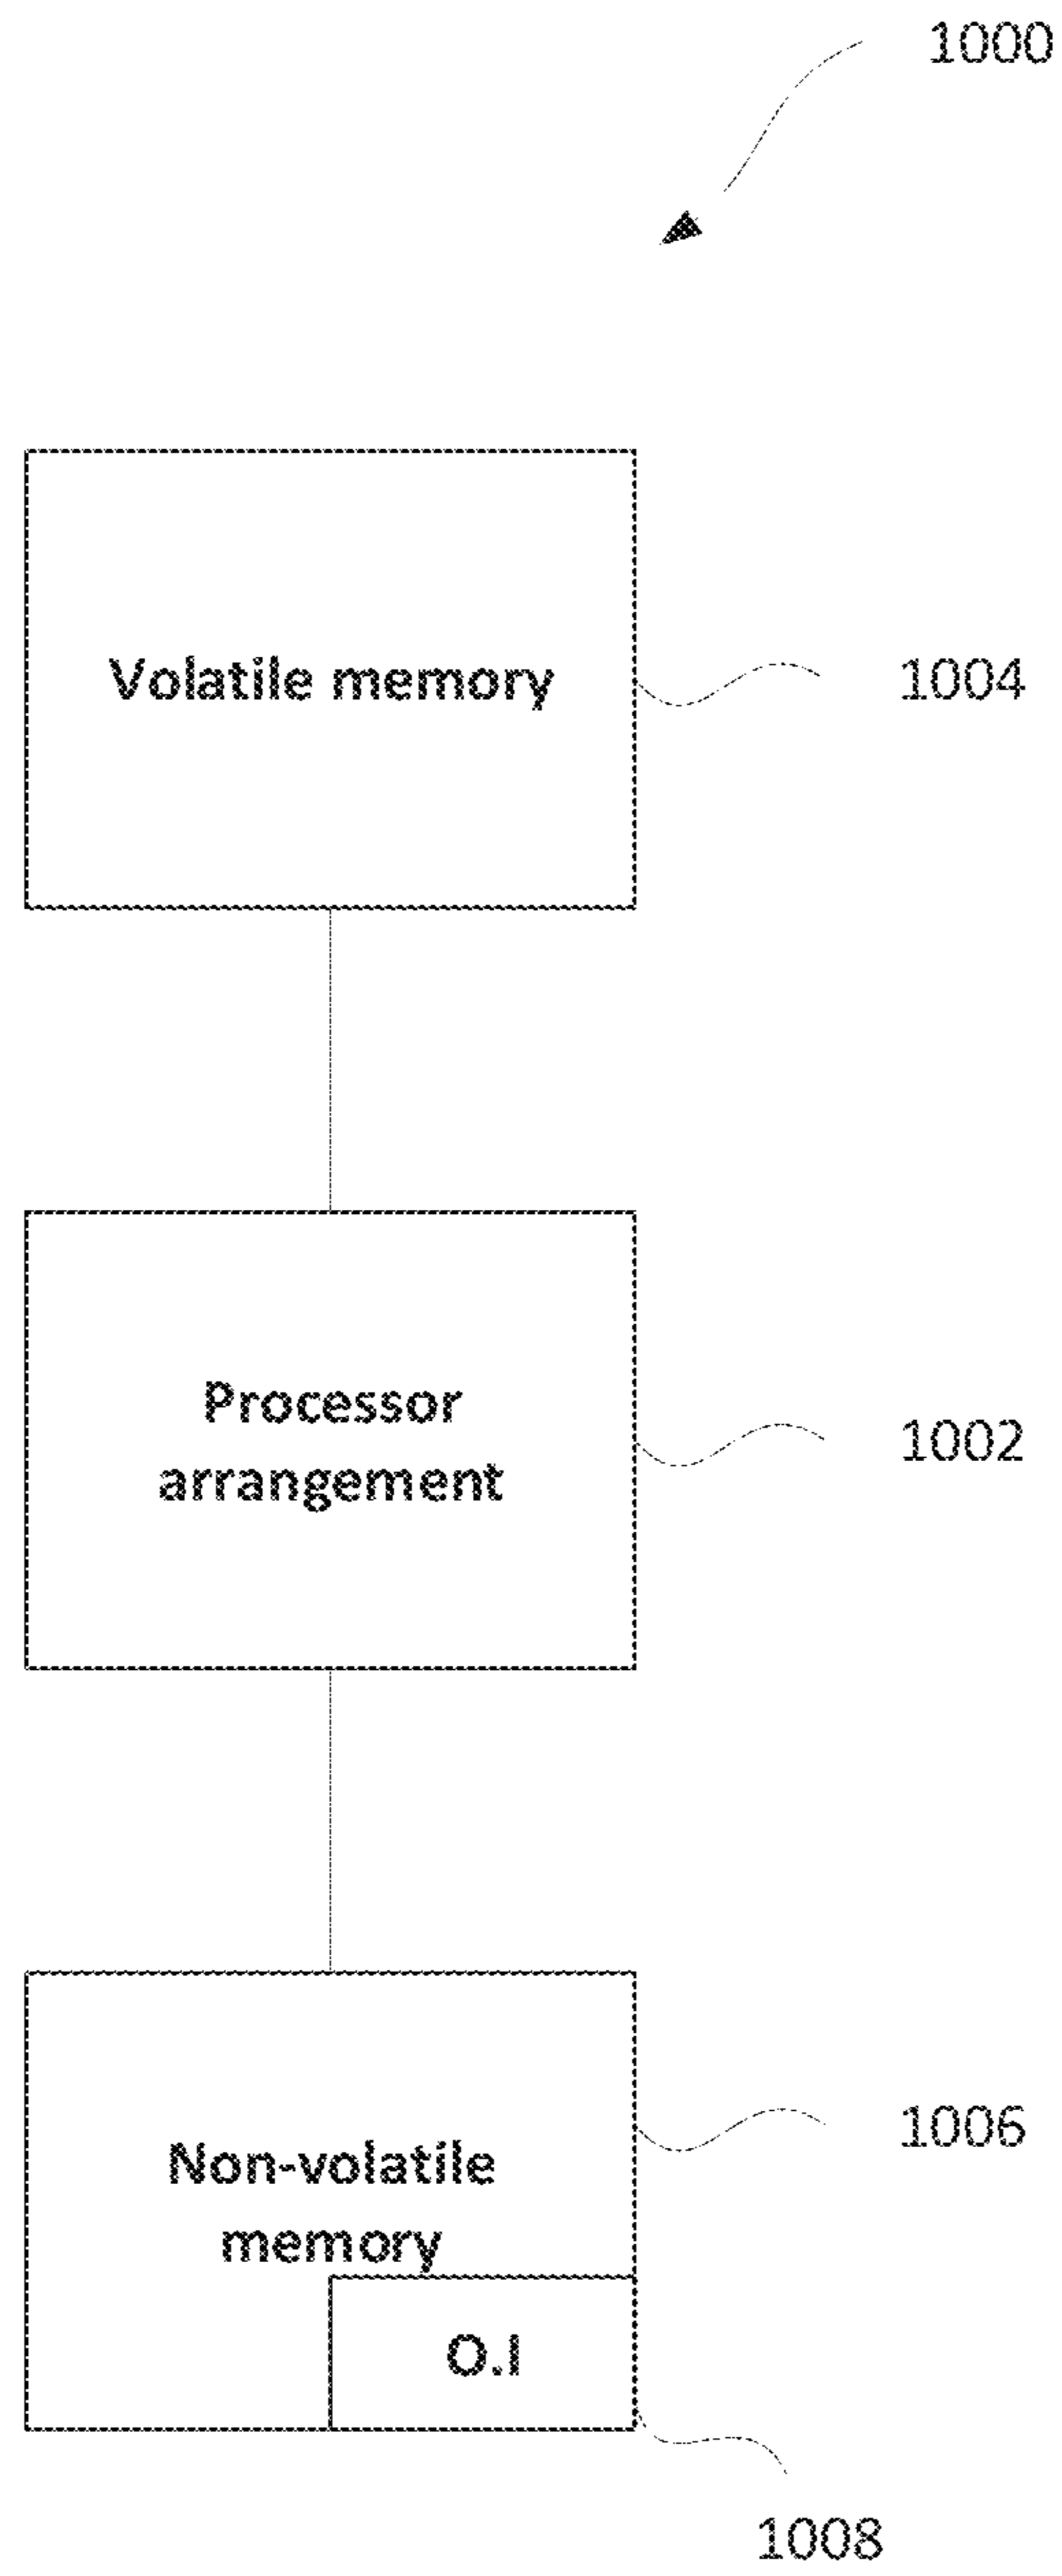 1000
Volatile memory
1004
Processor
arrangement
1002
1006
Non-volatile
memory
O.I
1008